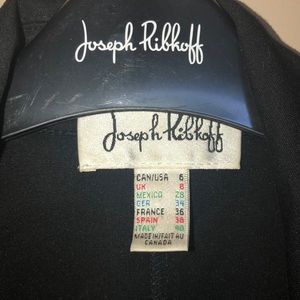 Joseph Ribkoff
Joseph Ribkoff
CAN/USA 6
UK 8
MEXICO 28
GER 34
FRANCE 36
SPAIN 38
ITALY 40
MADE IN/FAIT AU
CANADA